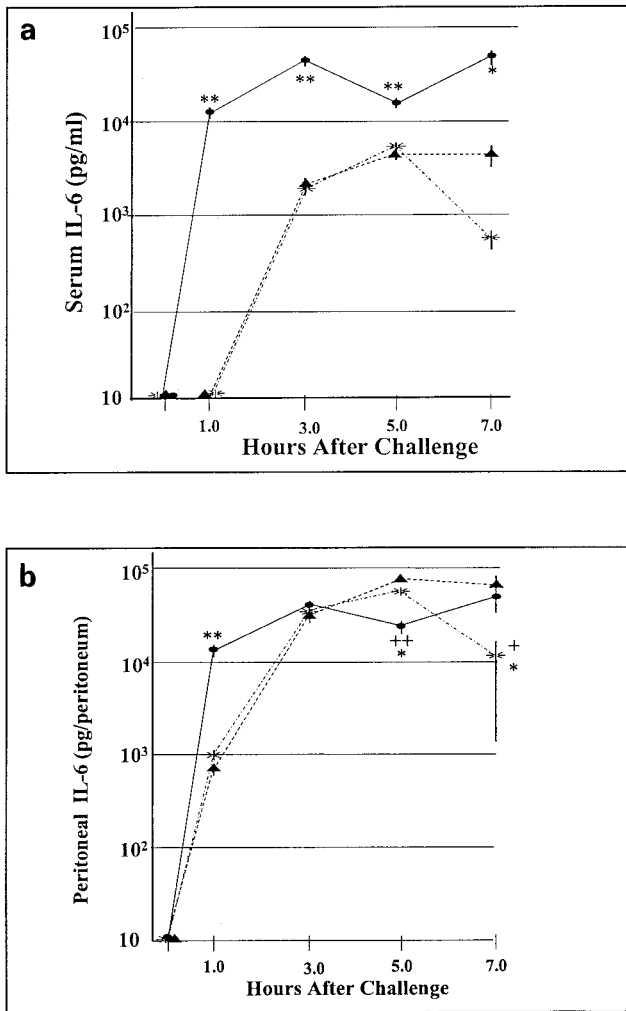 a
Serum IL-6 (pg/ml)
10⁵
10⁴
10³
10²
10
**
**
**
*
1.0 3.0 5.0 7.0
Hours After Challenge
b
Peritoneal IL-6 (pg/peritoneum)
10⁵
10⁴
10³
10²
10
**
++
*
+
*
1.0 3.0 5.0 7.0
Hours After Challenge